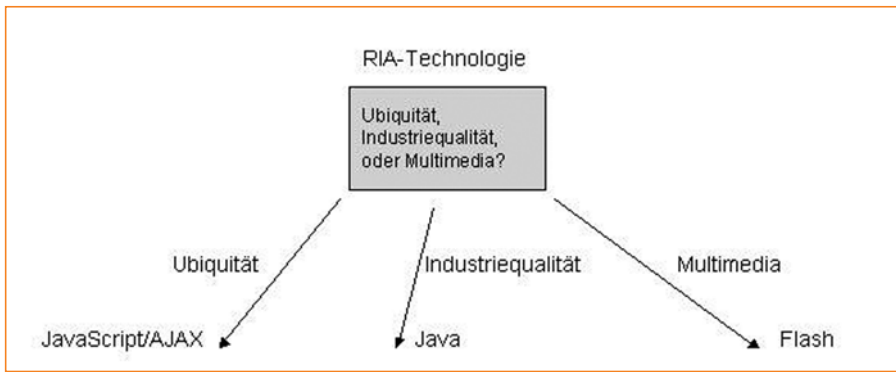 RIA-Technologie
Ubiquität,
Industriequalität,
oder Multimedia?
Ubiquität
Industriequalität
Multimedia
JavaScript/AJAX
Java
Flash